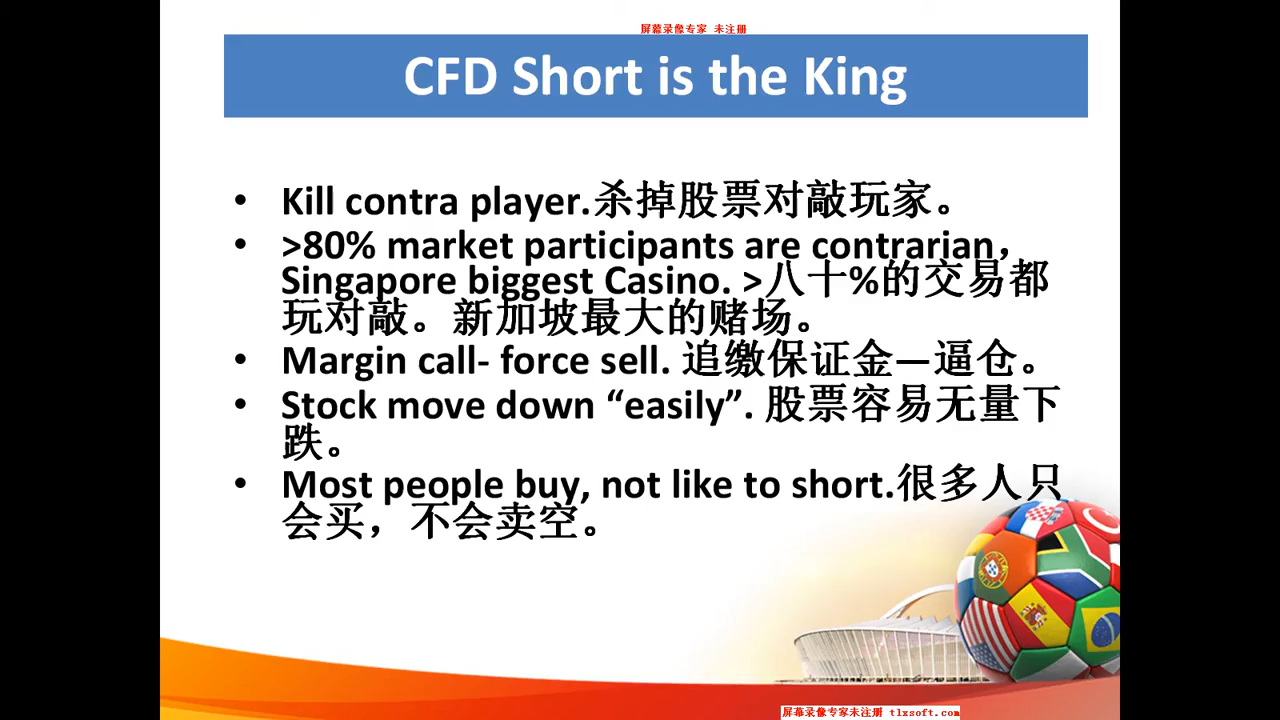 屏幕录像专家 未注册
CFD Short is the King
• Kill contra player.杀掉股票对敲玩家。
• >80% market participants are contrarian，
Singapore biggest Casino. >八十%的交易都
玩对敲。新加坡最大的赌场。
• Margin call- force sell. 追缴保证金—逼仓。
• Stock move down “easily”. 股票容易无量下
跌。
• Most people buy, not like to short.很多人只
会买，不会卖空。
屏幕录像专家未注册 tlxsoft.com